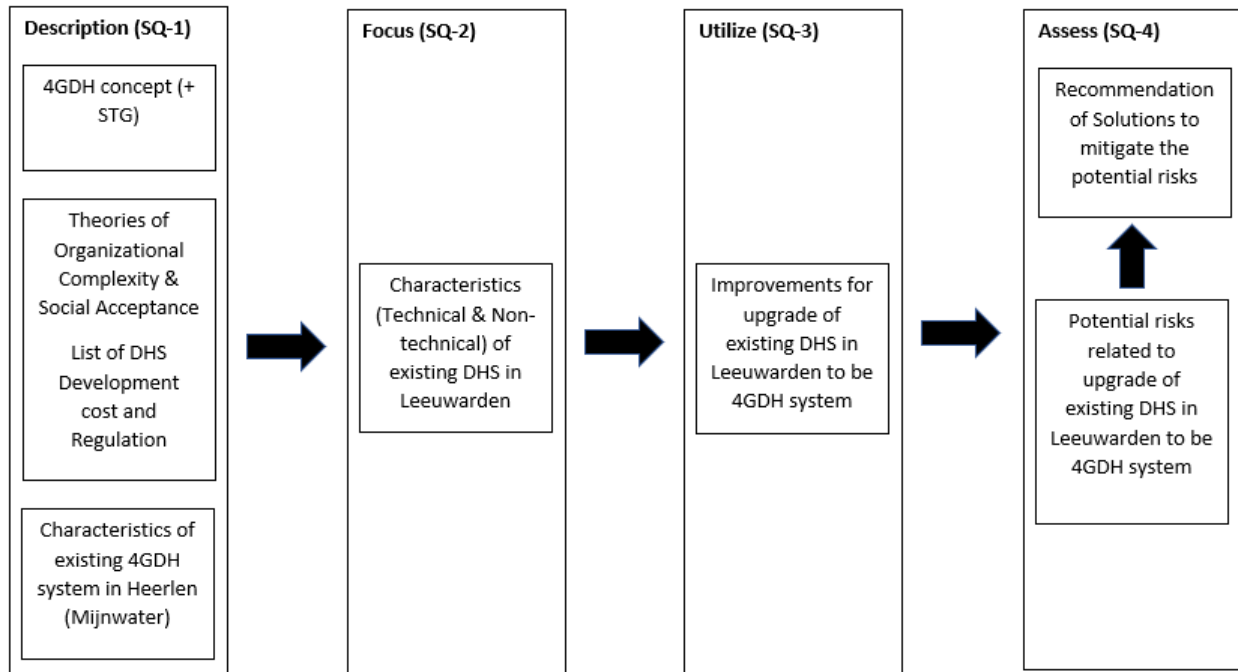 Description (SQ-1)
4GDH concept (+
STG)
Theories of
Organizational
Complexity &
Social Acceptance
List of DHS
Development
cost and
Regulation
Characteristics of
existing 4GDH
system in Heerlen
(Mijnwater)
Focus (SQ-2)
Characteristics
(Technical & Non-
technical) of
existing DHS in
Leeuwarden
Utilize (SQ-3)
Improvements for
upgrade of
existing DHS in
Leeuwarden to be
4GDH system
Assess (SQ-4)
Recommendation
of Solutions to
mitigate the
potential risks
Potential risks
related to
upgrade of
existing DHS in
Leeuwarden to be
4GDH system